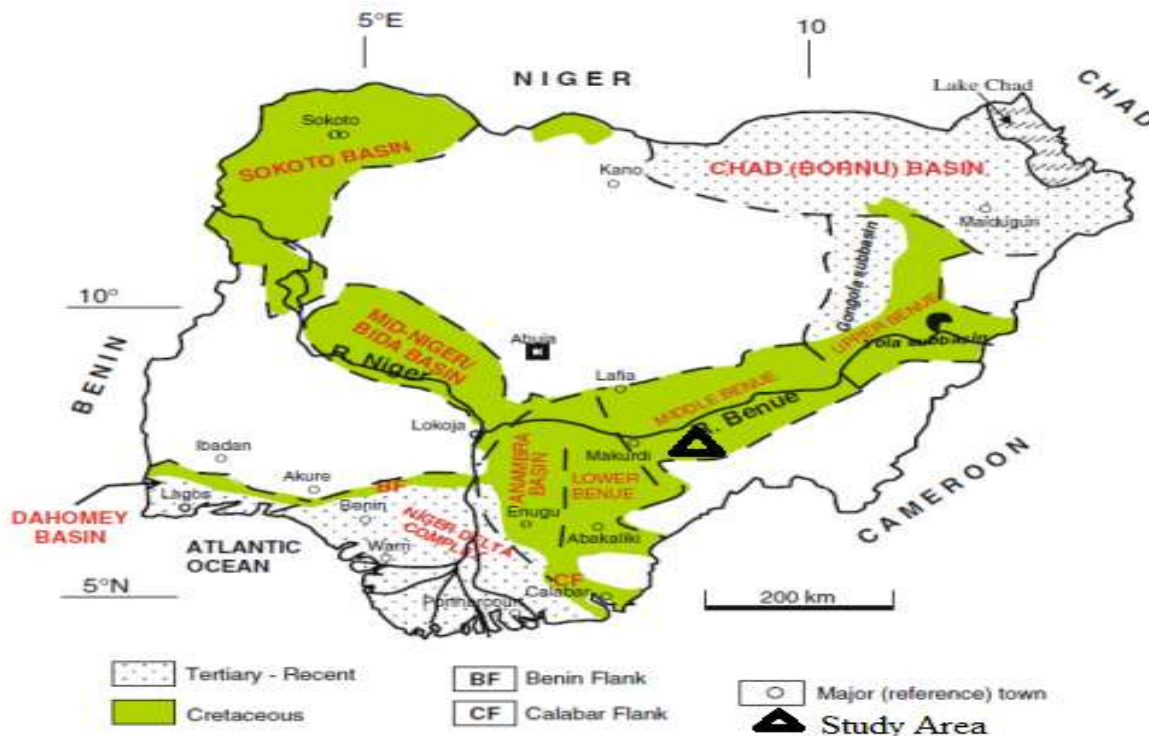 5°E
10
NIGER
Lake Chad
CHAD
Sokoto
SOKOTO BASIN
Kano
CHAD (BORNU) BASIN
Maiduguri
Gongola subbasin
10°
MID-NIGER/
BIDA BASIN
R. Niger
Abuja
UPPER BENUE
ola subbasin
BENIN
Lafia
MIDDLE BENUE
R. Benue
Lokoja
Makurdi
Ibadan
Akure
BF
ANAMBRA
BASIN
LOWER
BENUE
CAMEROON
Lagos
Benin
Enugu
DAHOMEY
BASIN
NIGER DELTA
Abakaliki
ATLANTIC
OCEAN
Warri
CF
Calabar
5°N
200 km
Tertiary - Recent
BF
Benin Flank
Major (reference) town
Cretaceous
CF
Calabar Flank
Study Area